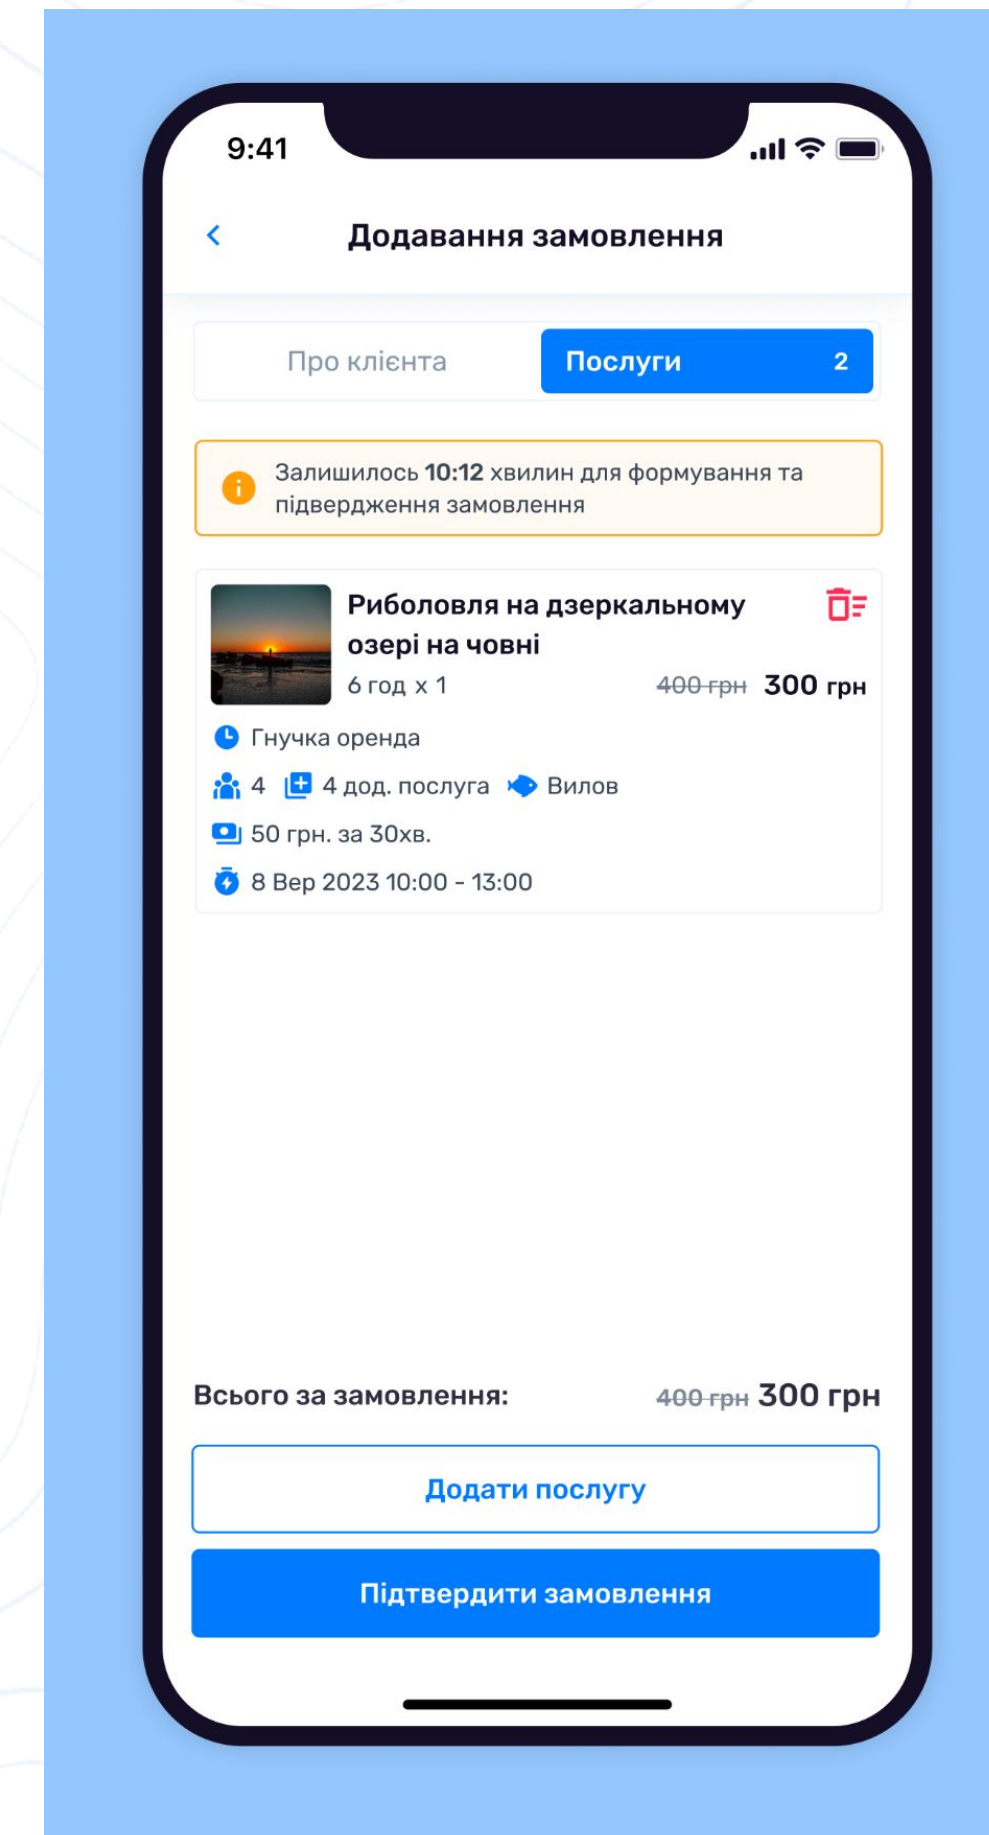 9:41
Додавання замовлення
Про клієнта
Послуги 2
Залишилось 10:12 хвилин для формування та
підвердження замовлення
Риболовля на дзеркальному
озері на човні
6 год x 1 400 грн 300 грн
Гнучка оренда
4 4 дод. послуга Вилов
50 грн. за 30хв.
8 Вер 2023 10:00 - 13:00
Всього за замовлення: 400 грн 300 грн
Додати послугу
Підтвердити замовлення